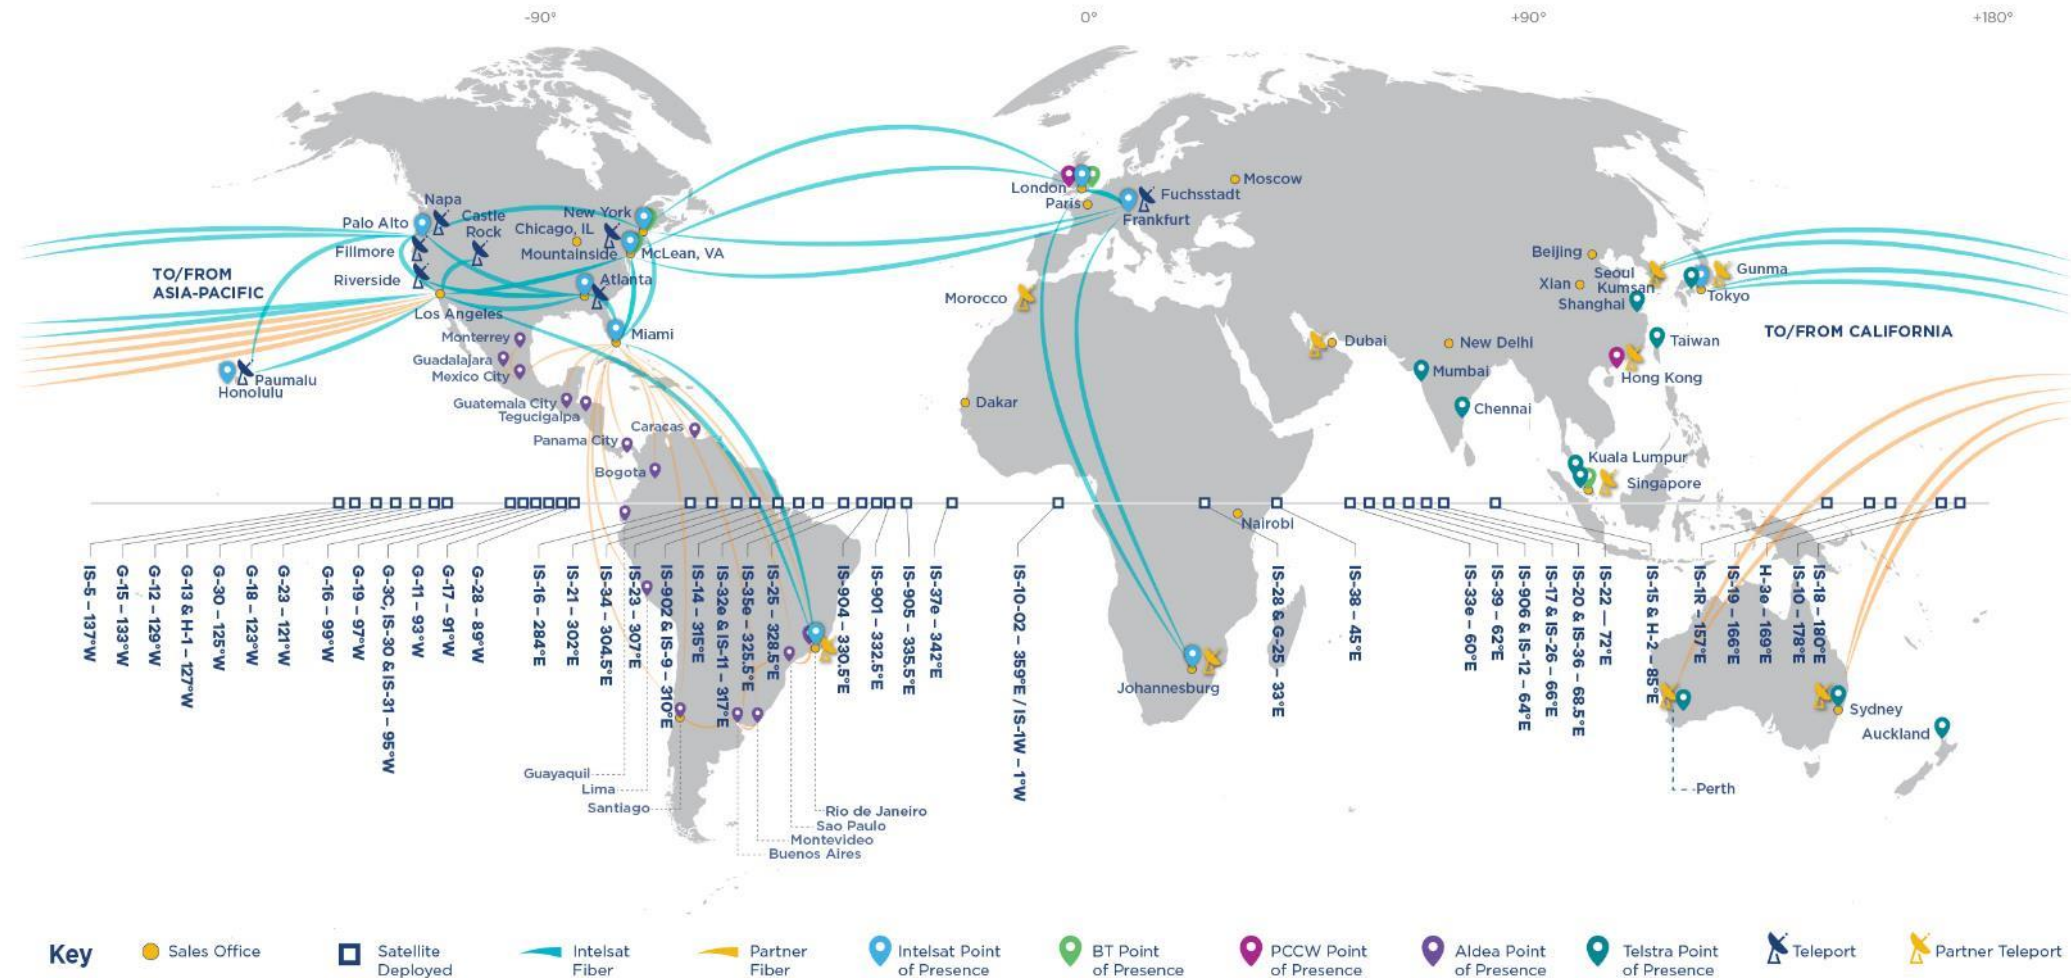 -90°
0°
+90°
+180°
Napa
Palo Alto
Castle
Rock
Fillmore
Riverside
TO/FROM
ASIA-PACIFIC
Los Angeles
New York
Chicago, IL
Mountainside
McLean, VA
Atlanta
Miami
Paumalu
Honolulu
Monterrey
Guadalajara
Mexico City
Guatemala City
Tegucigalpa
Panama City
Caracas
Bogota
London
Paris
Fuchsstadt
Frankfurt
Moscow
Morocco
Dakar
Dubai
Nairobi
Johannesburg
New Delhi
Mumbai
Chennai
Beijing
Xian
Seoul
Kumsan
Shanghai
Gunma
Tokyo
TO/FROM CALIFORNIA
Taiwan
Hong Kong
Kuala Lumpur
Singapore
Sydney
Auckland
Perth
IS-5 – 137°W
G-15 – 133°W
G-12 – 129°W
G-13 & H-1 – 127°W
G-30 – 125°W
G-18 – 123°W
G-23 – 121°W
G-16 – 99°W
G-19 – 97°W
G-3C, IS-30 & IS-31 – 95°W
G-11 – 93°W
G-17 – 91°W
G-28 – 89°W
IS-16 – 284°E
IS-21 – 302°E
IS-34 – 304.5°E
IS-23 – 307°E
IS-902 & IS-9 – 310°E
IS-14 – 315°E
IS-32e & IS-11 – 317°E
IS-35e – 325.5°E
IS-25 – 328.5°E
IS-904 – 330.5°E
IS-901 – 332.5°E
IS-905 – 335.5°E
IS-37e – 342°E
IS-10-02 – 359°E / IS-1W – 1°W
IS-28 & G-25 – 33°E
IS-38 – 45°E
IS-33e – 60°E
IS-39 – 62°E
IS-906 & IS-12 – 64°E
IS-17 & IS-26 – 66°E
IS-20 & IS-36 – 68.5°E
IS-22 — 72°E
IS-15 & H-2 – 85°E
IS-1R – 157°E
IS-19 – 166°E
H-3e – 169°E
IS-10 – 178°E
IS-18 – 180°E
Guayaquil
Lima
Santiago
Rio de Janeiro
Sao Paulo
Montevideo
Buenos Aires
Key
Sales Office
Satellite
Deployed
Intelsat
Fiber
Partner
Fiber
Intelsat Point
of Presence
BT Point
of Presence
PCCW Point
of Presence
Aldea Point
of Presence
Telstra Point
of Presence
Teleport
Partner Teleport